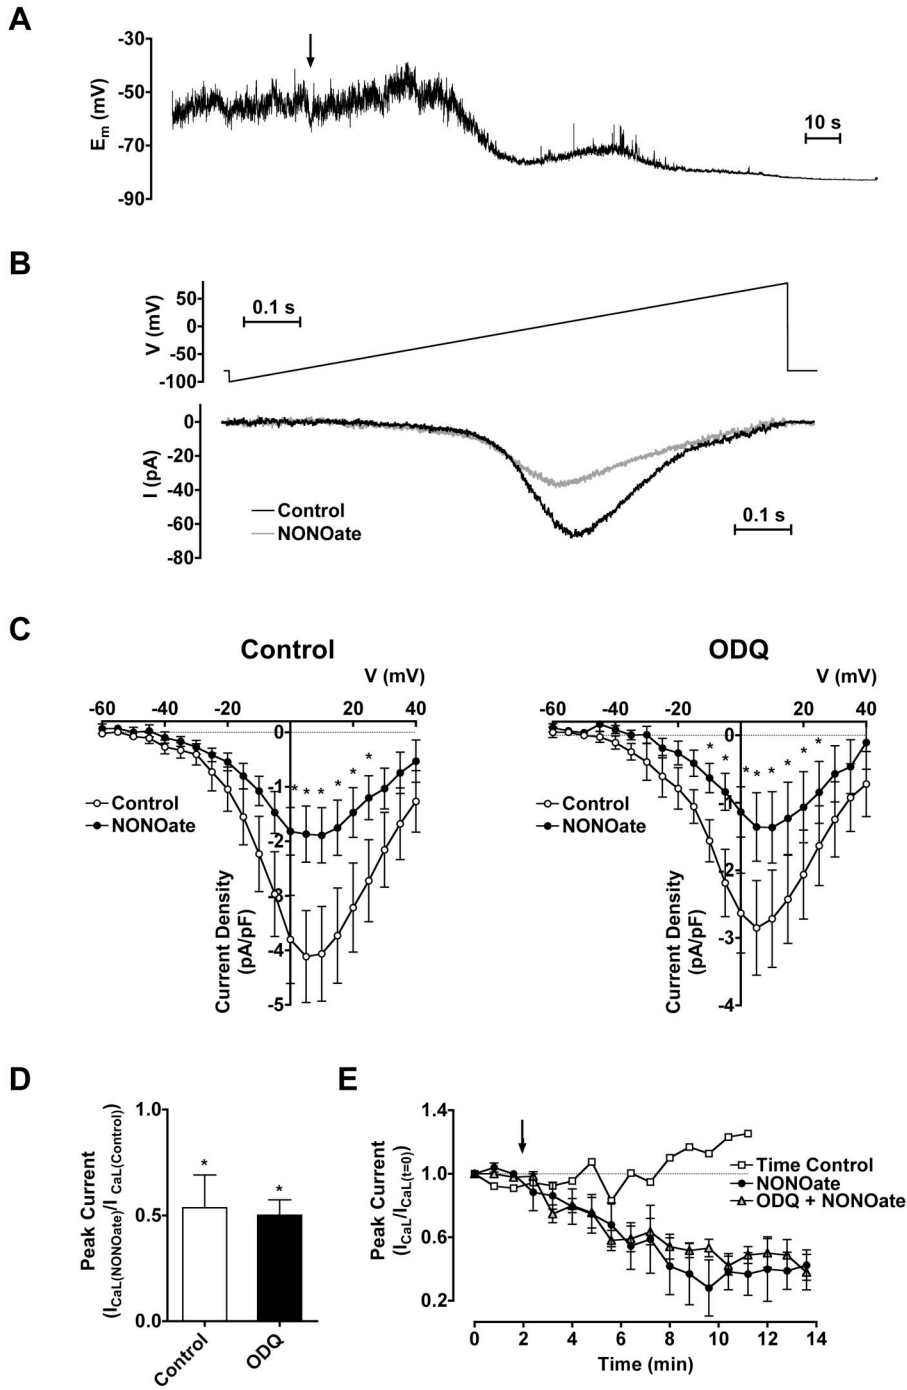 A
-30
-50
-70
-90
E_m (mV)
10 s
B
50
0
-50
-100
V (mV)
0.1 s
0
-20
-40
-60
-80
I (pA)
Control
NONOate
0.1 s
C
Control
V (mV)
-60 -40 -20 20 40
0
-1
-2
-3
-4
-5
* * * * * *
Control
NONOate
Current Density
(pA/pF)
ODQ
V (mV)
-60 -40 -20 20 40
0
-1
-2
-3
-4
* * * * * * * *
Control
NONOate
Current Density
(pA/pF)
D
1.0
0.5
0.0
Peak Current
(I_CaL(NONOate)/I_CaL(Control))
* *
Control ODQ
E
1.4
1.0
0.6
0.2
Peak Current
(I_CaL/I_CaL(t=0))
Time Control
NONOate
ODQ + NONOate
0 2 4 6 8 10 12 14
Time (min)